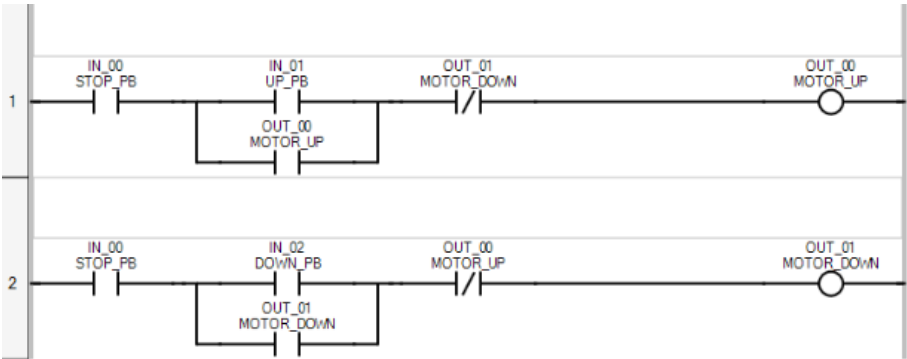 IN_00
STOP_PB
IN_01
UP_PB
OUT_01
MOTOR_DOWN
OUT_00
MOTOR_UP
1
OUT_00
MOTOR_UP
IN_00
STOP_PB
IN_02
DOWN_PB
OUT_00
MOTOR_UP
OUT_01
MOTOR_DOWN
2
OUT_01
MOTOR_DOWN